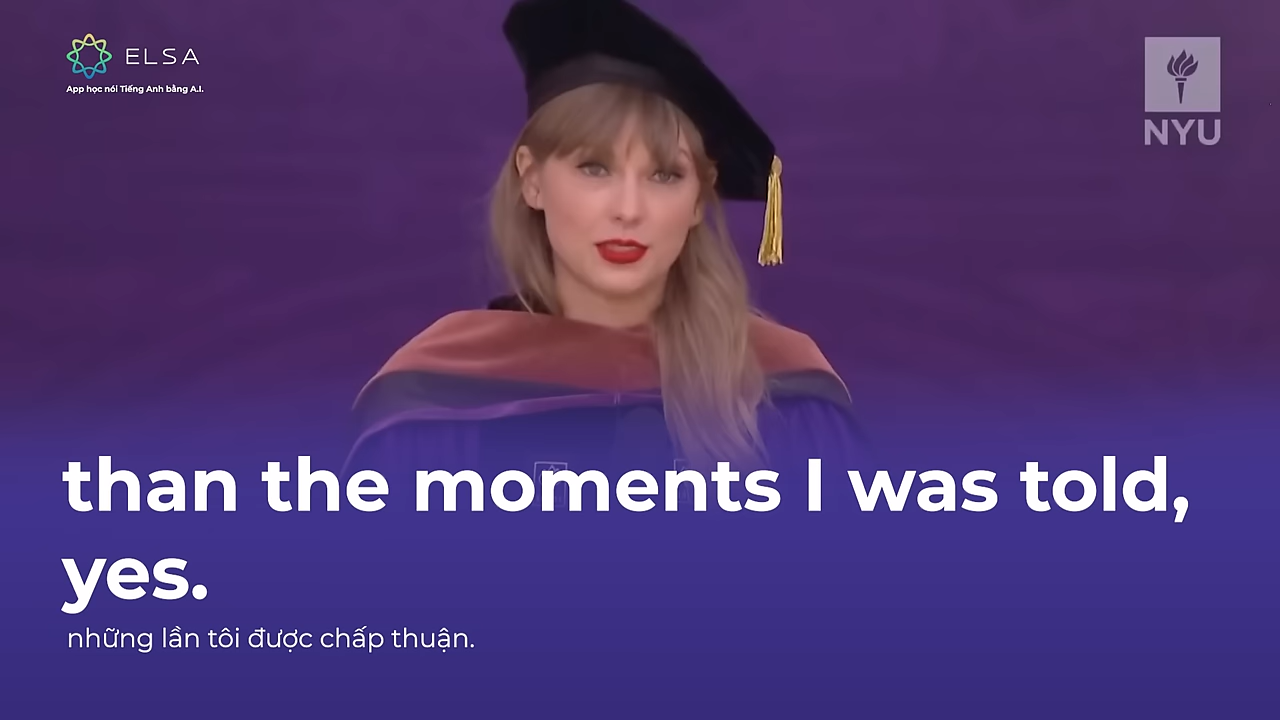 ELSA
App học nói Tiếng Anh bằng A.I.
NYU
than the moments I was told,
yes.
những lần tôi được chấp thuận.